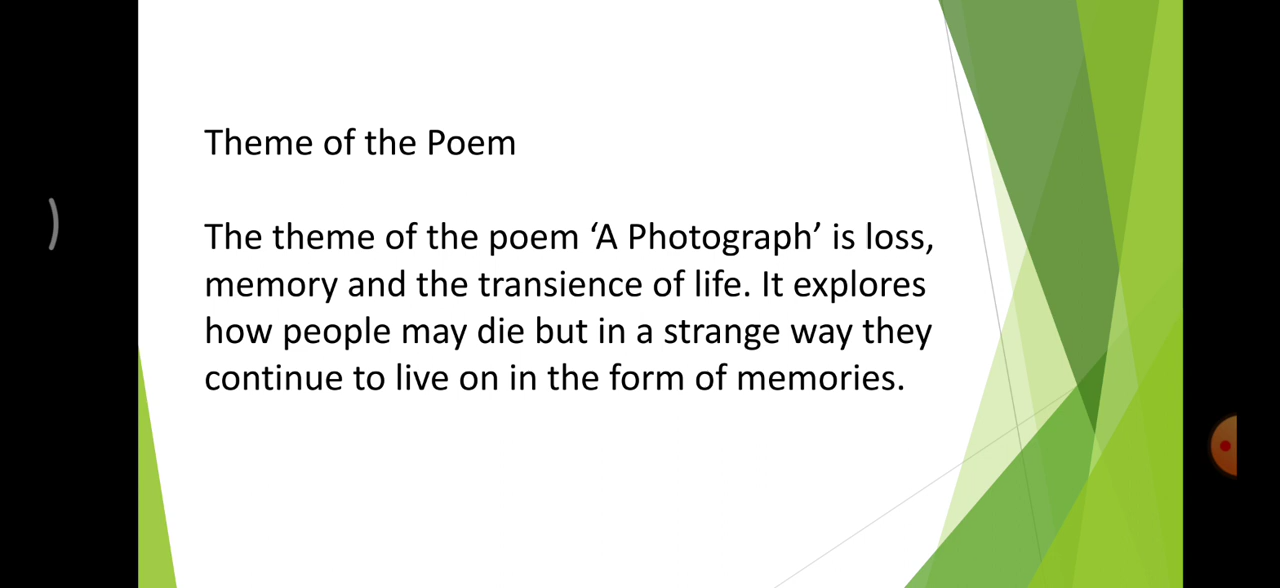 Theme of the Poem
The theme of the poem ‘A Photograph’ is loss,
memory and the transience of life. It explores
how people may die but in a strange way they
continue to live on in the form of memories.